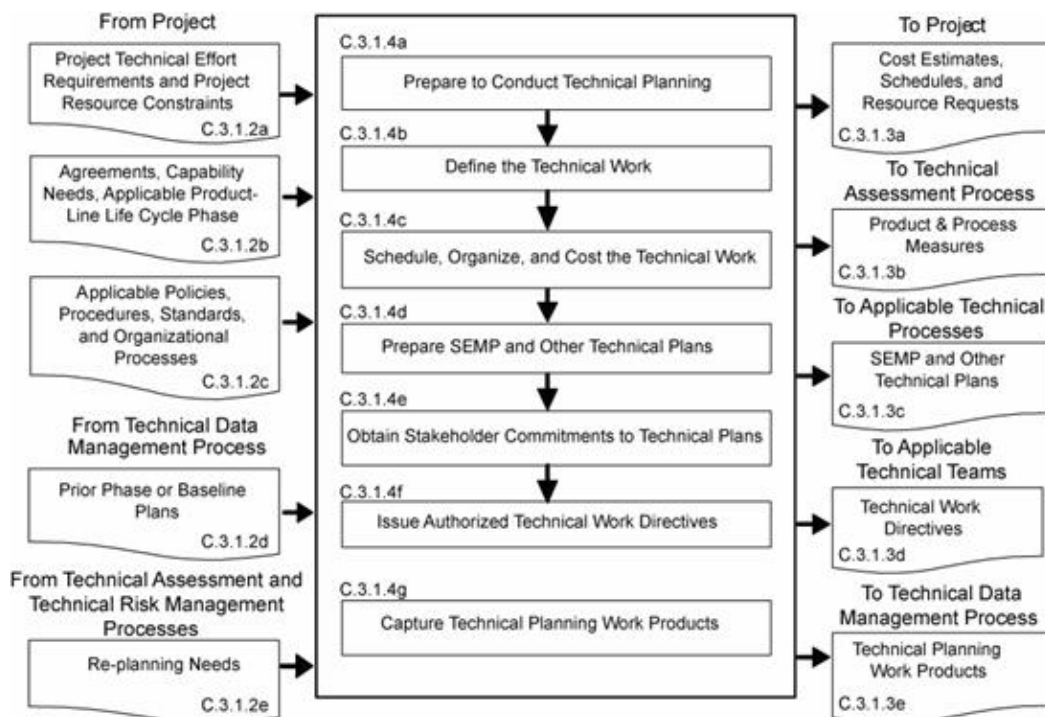 From Project
Project Technical Effort
Requirements and Project
Resource Constraints
C.3.1.2a
Agreements, Capability
Needs, Applicable Product-
Line Life Cycle Phase
C.3.1.2b
Applicable Policies,
Procedures, Standards,
and Organizational
Processes
C.3.1.2c
From Technical Data
Management Process
Prior Phase or Baseline
Plans
C.3.1.2d
From Technical Assessment and
Technical Risk Management
Processes
Re-planning Needs
C.3.1.2e
C.3.1.4a
Prepare to Conduct Technical Planning
C.3.1.4b
Define the Technical Work
C.3.1.4c
Schedule, Organize, and Cost the Technical Work
C.3.1.4d
Prepare SEMP and Other Technical Plans
C.3.1.4e
Obtain Stakeholder Commitments to Technical Plans
C.3.1.4f
Issue Authorized Technical Work Directives
C.3.1.4g
Capture Technical Planning Work Products
To Project
Cost Estimates,
Schedules, and
Resource Requests
C.3.1.3a
To Technical
Assessment Process
Product & Process
Measures
C.3.1.3b
To Applicable Technical
Processes
SEMP and Other
Technical Plans
C.3.1.3c
To Applicable
Technical Teams
Technical Work
Directives
C.3.1.3d
To Technical Data
Management Process
Technical Planning
Work Products
C.3.1.3e